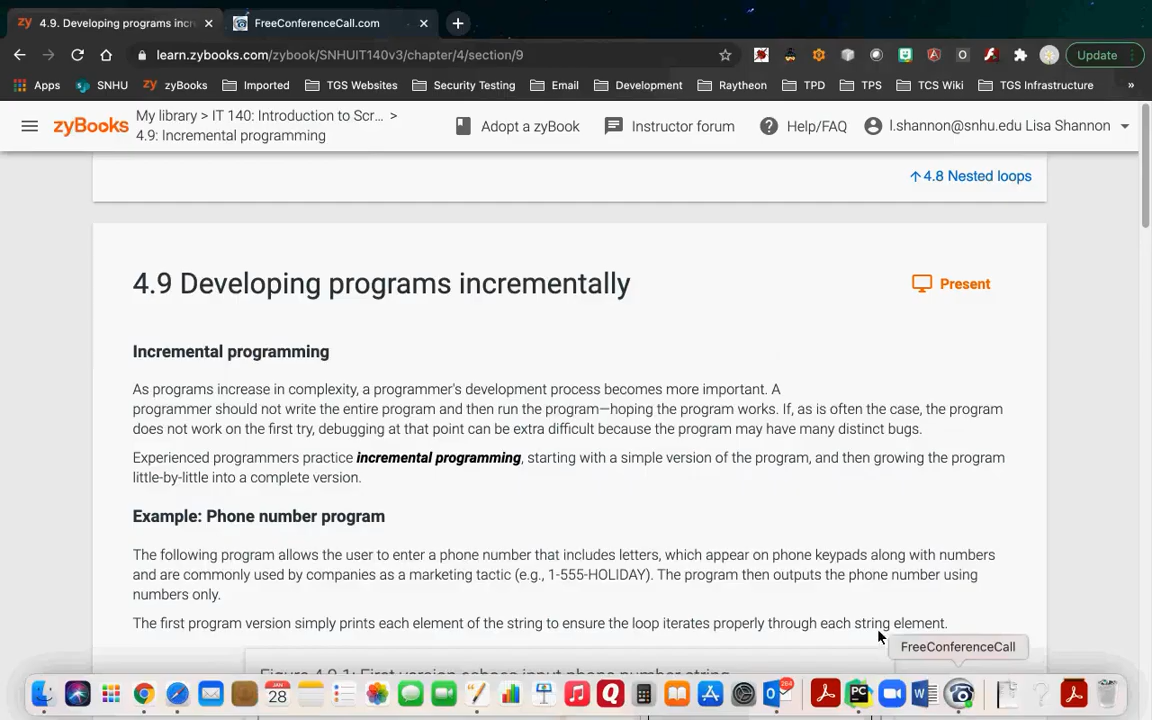 zy 4.9. Developing programs incr
FreeConferenceCall.com
learn.zybooks.com/zybook/SNHUIT140v3/chapter/4/section/9
Update
Apps SNHU zy zyBooks Imported TGS Websites Security Testing Email Development Raytheon TPD TPS TCS Wiki TGS Infrastructure »
zyBooks
My library > IT 140: Introduction to Scr... >
4.9: Incremental programming
Adopt a zyBook
Instructor forum
Help/FAQ
l.shannon@snhu.edu Lisa Shannon
4.8 Nested loops
4.9 Developing programs incrementally
Present
Incremental programming
As programs increase in complexity, a programmer's development process becomes more important. A
programmer should not write the entire program and then run the program—hoping the program works. If, as is often the case, the program
does not work on the first try, debugging at that point can be extra difficult because the program may have many distinct bugs.
Experienced programmers practice incremental programming, starting with a simple version of the program, and then growing the program
little-by-little into a complete version.
Example: Phone number program
The following program allows the user to enter a phone number that includes letters, which appear on phone keypads along with numbers
and are commonly used by companies as a marketing tactic (e.g., 1-555-HOLIDAY). The program then outputs the phone number using
numbers only.
The first program version simply prints each element of the string to ensure the loop iterates properly through each string element.
FreeConferenceCall
Figure 4.9.1: First version echoes input phone number string
JAN
28
264
PC